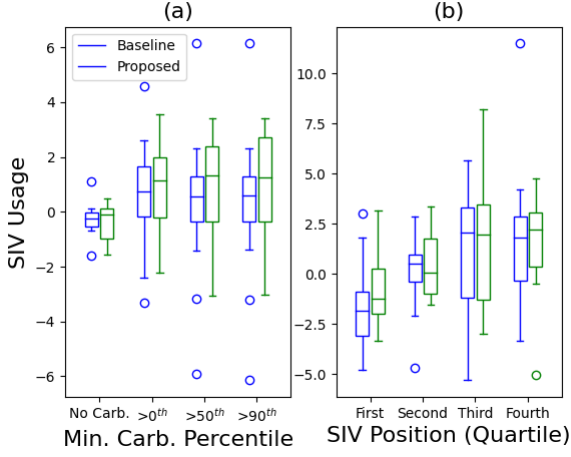 (a)
(b)
SIV Usage
6
4
2
0
−2
−4
−6
Baseline
Proposed
No Carb. >0th >50th >90th
Min. Carb. Percentile
10.0
7.5
5.0
2.5
0.0
−2.5
−5.0
First Second Third Fourth
SIV Position (Quartile)